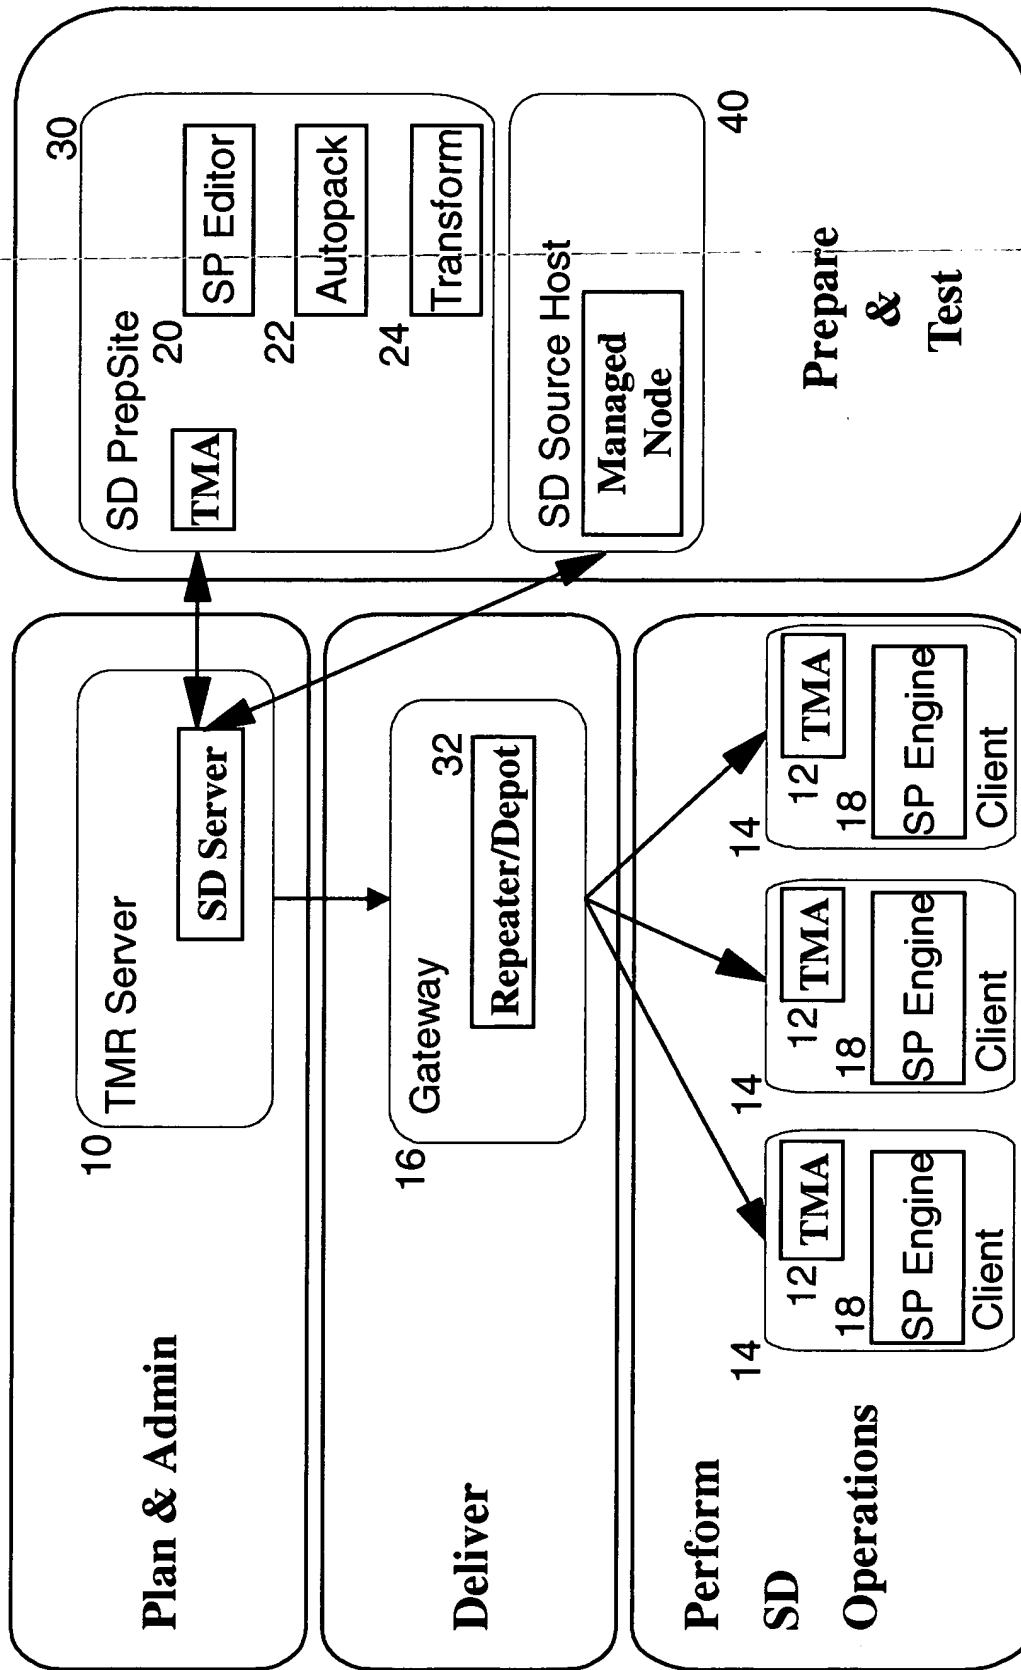 Plan & Admin
10
TMR Server
SD Server
Deliver
16
Gateway
32
Repeater/Depot
Perform
SD
Operations
14
12
TMA
18
SP Engine
Client
14
12
TMA
18
SP Engine
Client
14
12
TMA
18
SP Engine
Client
30
SD PrepSite
TMA
20
SP Editor
22
Autopack
24
Transform
SD Source Host
Managed
Node
40
Prepare
&
Test